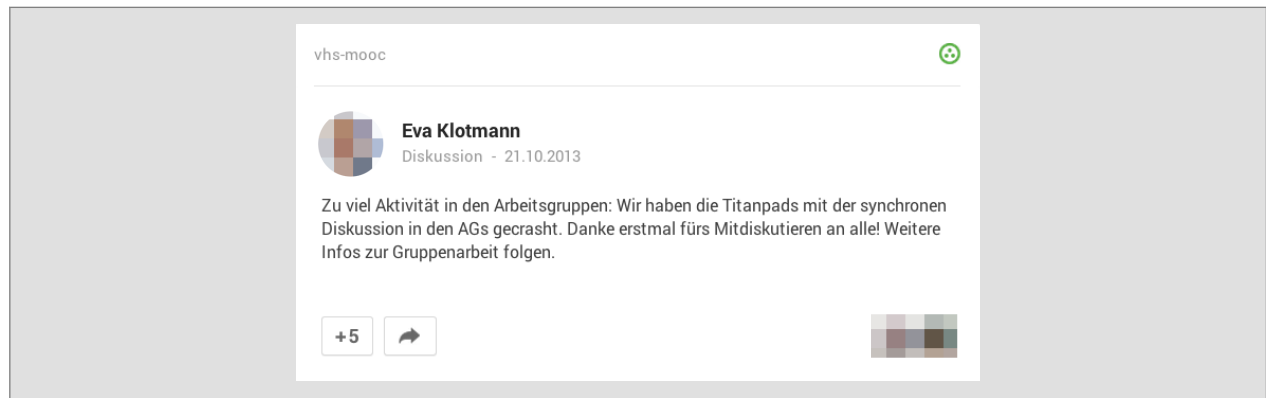 vhs-mooc
Eva Klotmann
Diskussion - 21.10.2013
Zu viel Aktivität in den Arbeitsgruppen: Wir haben die Titanpads mit der synchronen
Diskussion in den AGs gecrasht. Danke erstmal fürs Mitdiskutieren an alle! Weitere
Infos zur Gruppenarbeit folgen.
+5